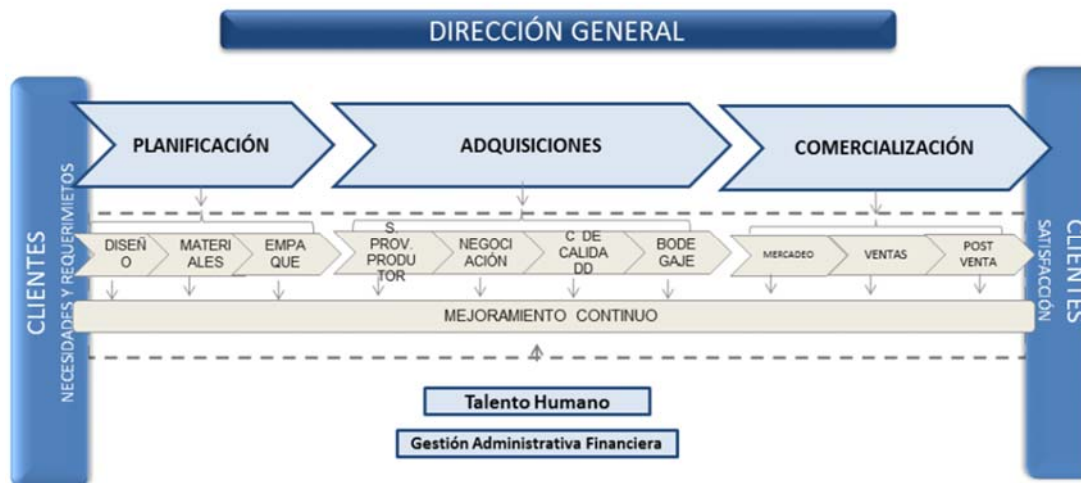 DIRECCIÓN GENERAL
CLIENTES
NECESIDADES Y REQUERIMIETOS
PLANIFICACIÓN
ADQUISICIONES
COMERCIALIZACIÓN
CLIENTES
SATISFACCIÓN
DISEÑ
O
MATERI
ALES
EMPA
QUE
S.
PROV.
PRODU
TOR
NEGOCI
ACIÓN
C DE
CALIDA
DD
BODE
GAJE
MERCADEO
VENTAS
POST
VENTA
MEJORAMIENTO CONTINUO
Talento Humano
Gestión Administrativa Financiera